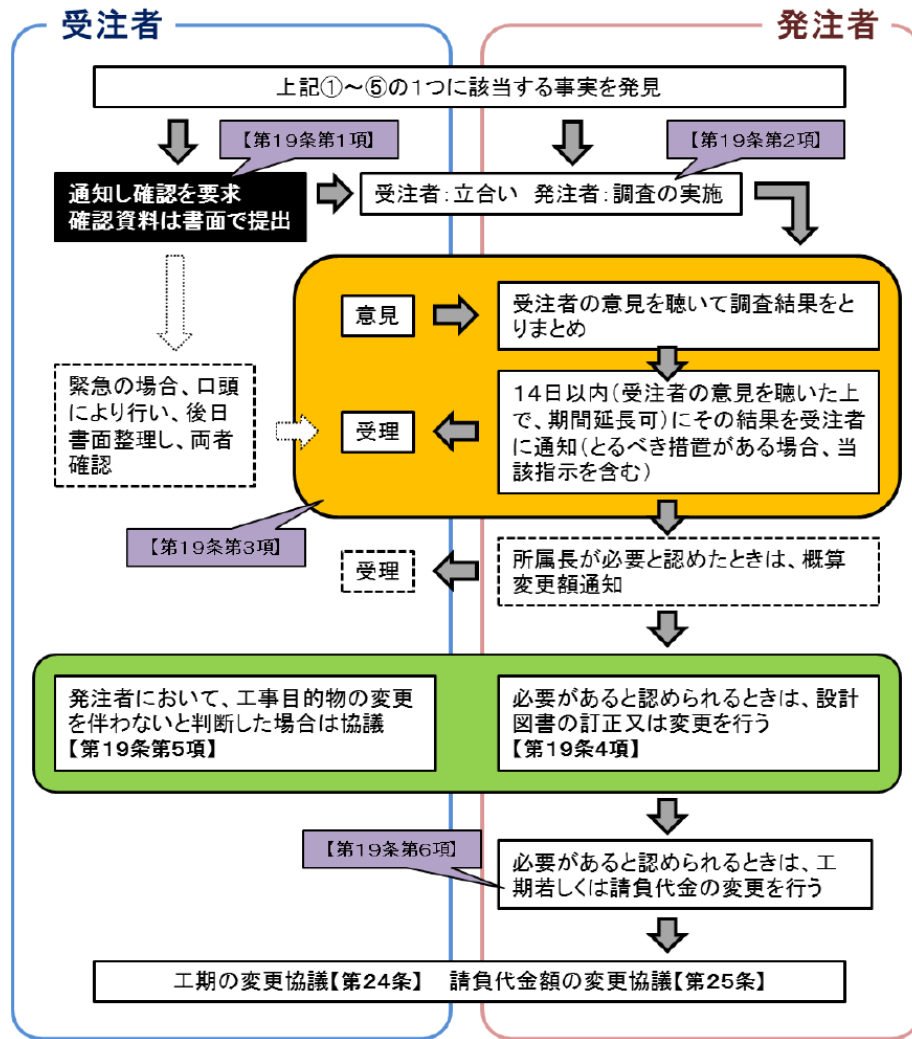 受注者
発注者
上記①～⑤の1つに該当する事実を発見
【第19条第1項】
【第19条第2項】
通知し確認を要求
確認資料は書面で提出
受注者：立合い 発注者：調査の実施
意見
受注者の意見を聴いて調査結果をと
りまとめ
緊急の場合、口頭
により行い、後日
書面整理し、両者
確認
受理
14日以内（受注者の意見を聴いた上
で、期間延長可）にその結果を受注者
に通知（とるべき措置がある場合、当
該指示を含む）
【第19条第3項】
受理
所属長が必要と認めたときは、概算
変更額通知
発注者において、工事目的物の変更
を伴わないと判断した場合は協議
【第19条第5項】
必要があると認められるときは、設計
図書の訂正又は変更を行う
【第19条4項】
【第19条第6項】
必要があると認められるときは、工
期若しくは請負代金の変更を行う
工期の変更協議【第24条】 請負代金額の変更協議【第25条】